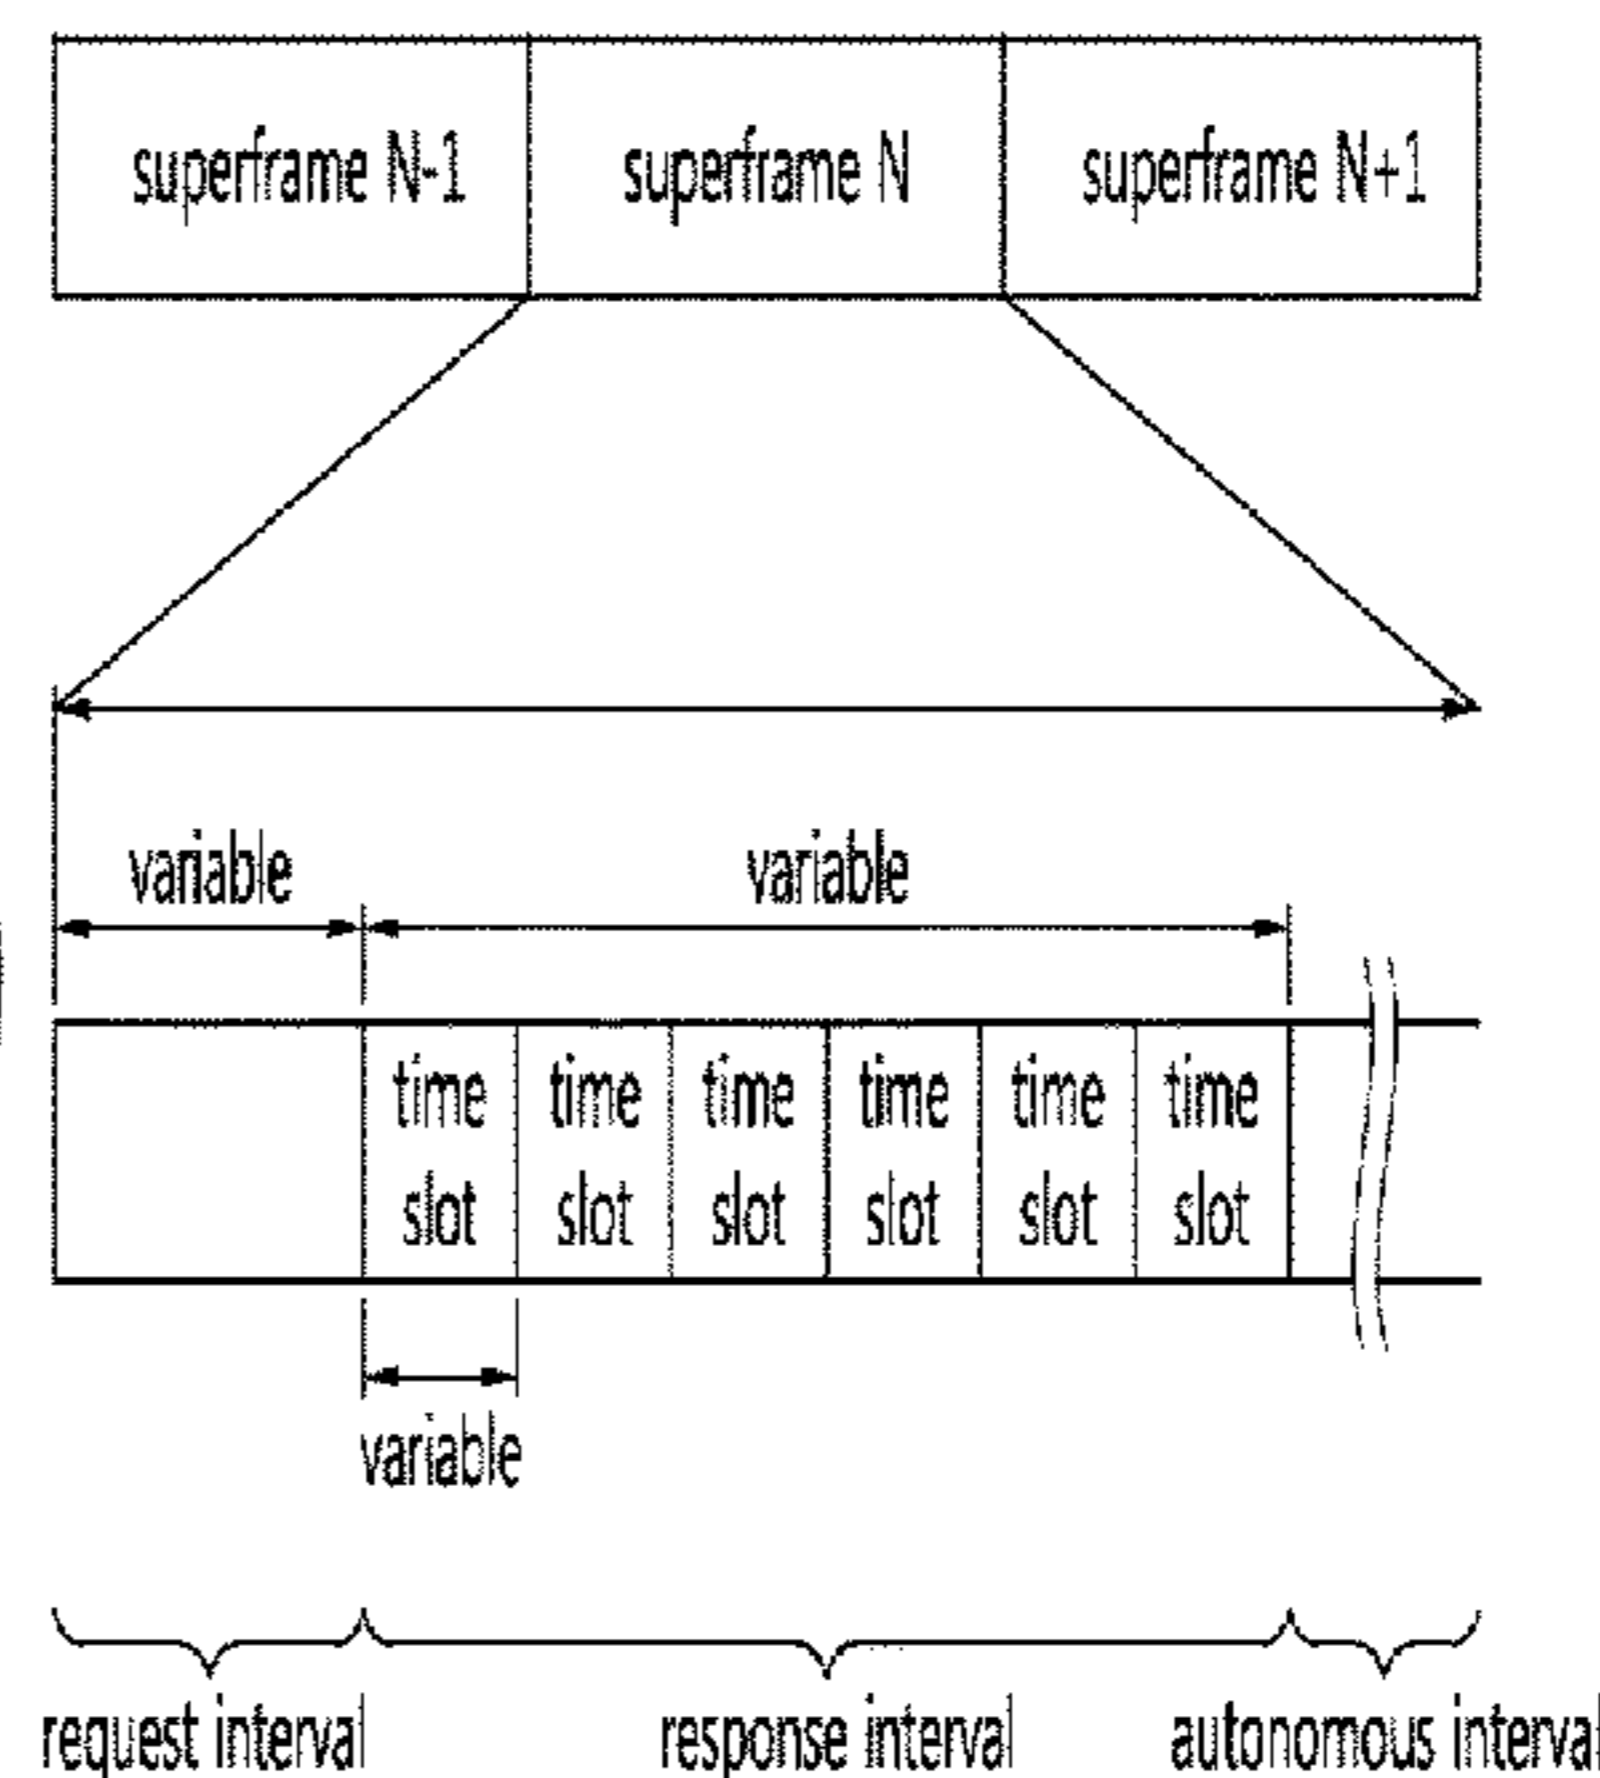 superframe N-1 superframe N superframe N+1
variable variable
time time time time time time
slot slot slot slot slot slot
variable
request interval response interval autonomous interval